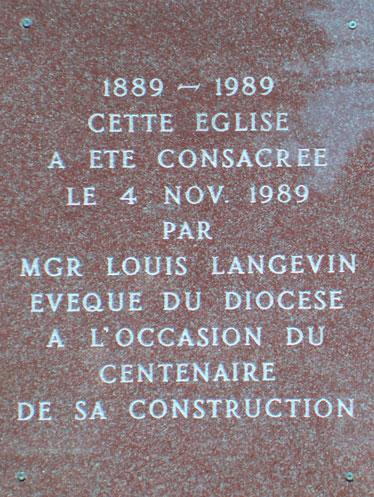 1889 ~ 1989
CETTE EGLISE
A ETE CONSACREE
LE 4 NOV. 1989
PAR
MGR LOUIS LANGEVIN
EVEQUE DU DIOCESE
A L'OCCASION DU
CENTENAIRE
DE SA CONSTRUCTION